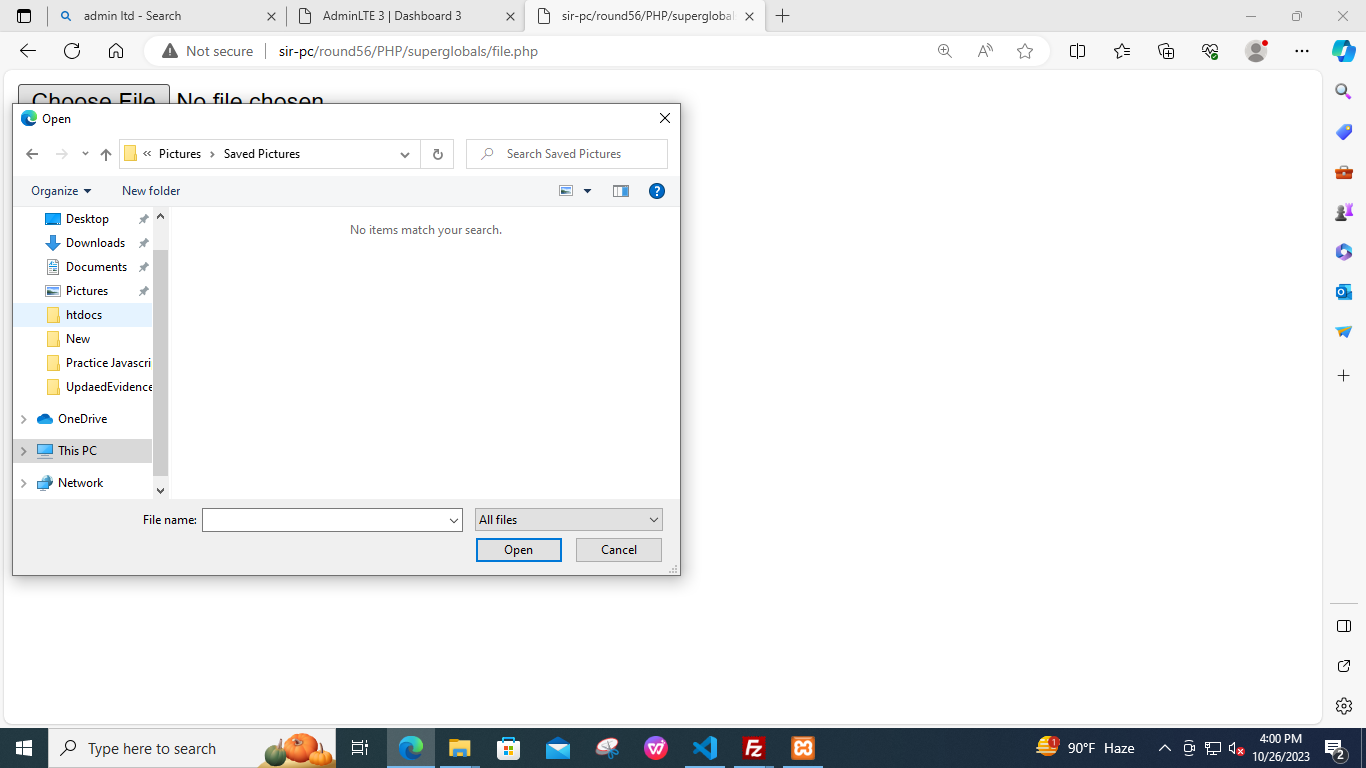 admin ltd - Search
AdminLTE 3 | Dashboard 3
sir-pc/round56/PHP/superglobal
Not secure
sir-pc/round56/PHP/superglobals/file.php
Choose File No file chosen
Open
Pictures
Saved Pictures
Search Saved Pictures
Organize
New folder
No items match your search.
Desktop
Downloads
Documents
Pictures
htdocs
New
Practice Javascri
UpdaedEvidence
OneDrive
This PC
Network
File name:
All files
Open
Cancel
Type here to search
1
90°F Haze
4:00 PM
10/26/2023
2